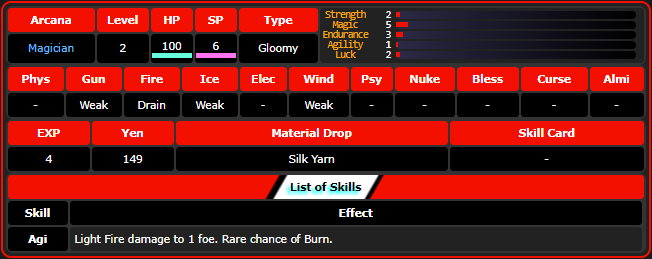 Arcana Level HP SP Type
Magician 2 100 6 Gloomy
Strength 2
Magic 5
Endurance 3
Agility 1
Luck 2
Phys Gun Fire Ice Elec Wind Psy Nuke Bless Curse Almi
- Weak Drain Weak - Weak - - - - -
EXP Yen Material Drop Skill Card
4 149 Silk Yarn -
List of Skills
Skill Effect
Agi Light Fire damage to 1 foe. Rare chance of Burn.